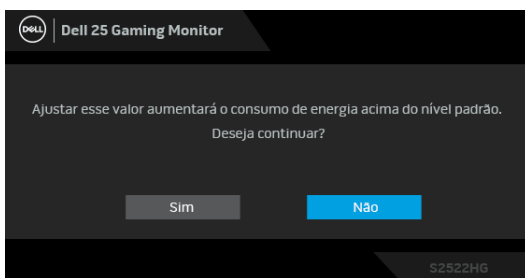 DELL Dell 25 Gaming Monitor
Ajustar esse valor aumentará o consumo de energia acima do nível padrão.
Deseja continuar?
Sim Não
S2522HG